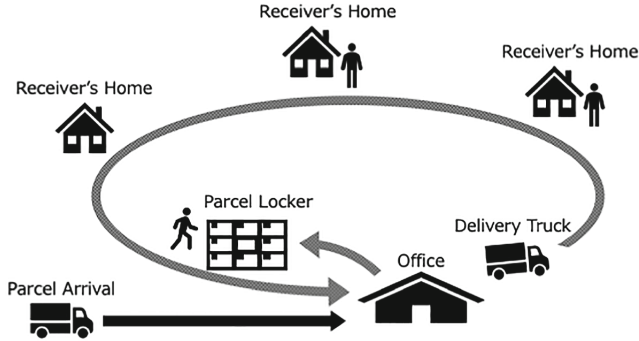 Receiver's Home
Receiver's Home
Receiver's Home
Parcel Locker
Delivery Truck
Office
Parcel Arrival